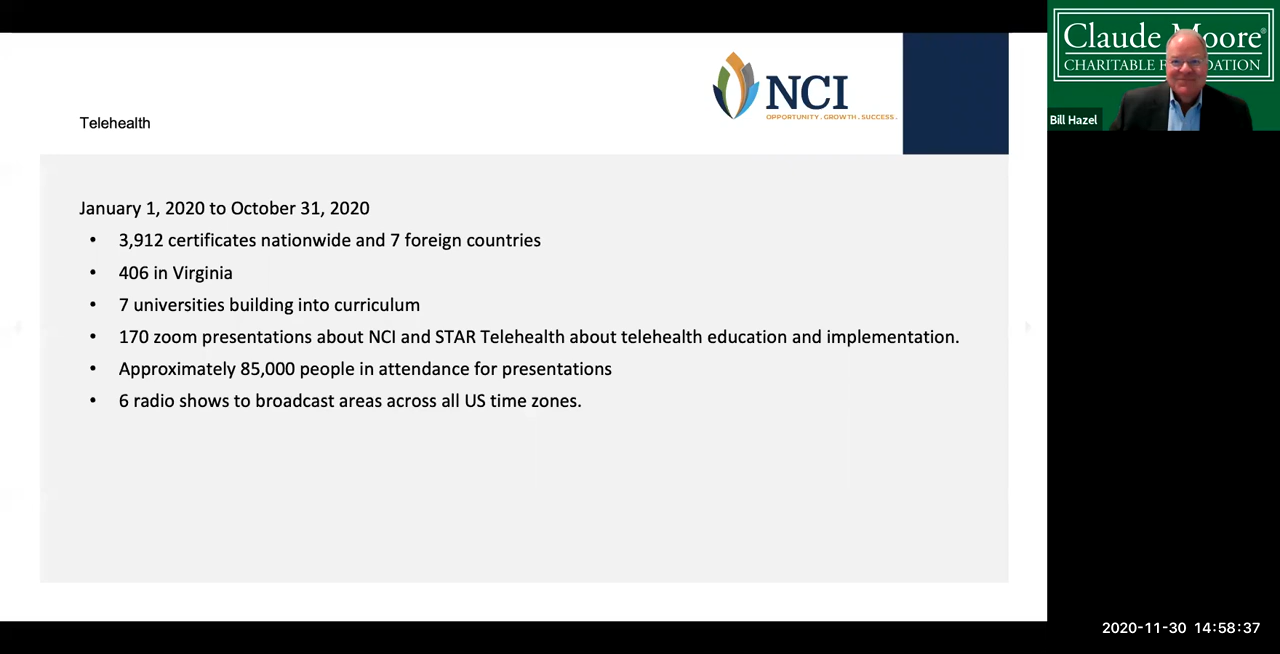 Telehealth
NCI
OPPORTUNITY. GROWTH. SUCCESS.
January 1, 2020 to October 31, 2020
• 3,912 certificates nationwide and 7 foreign countries
• 406 in Virginia
• 7 universities building into curriculum
• 170 zoom presentations about NCI and STAR Telehealth about telehealth education and implementation.
• Approximately 85,000 people in attendance for presentations
• 6 radio shows to broadcast areas across all US time zones.
Claude Moore
CHARITABLE
Bill Hazel
2020-11-30 14:58:37